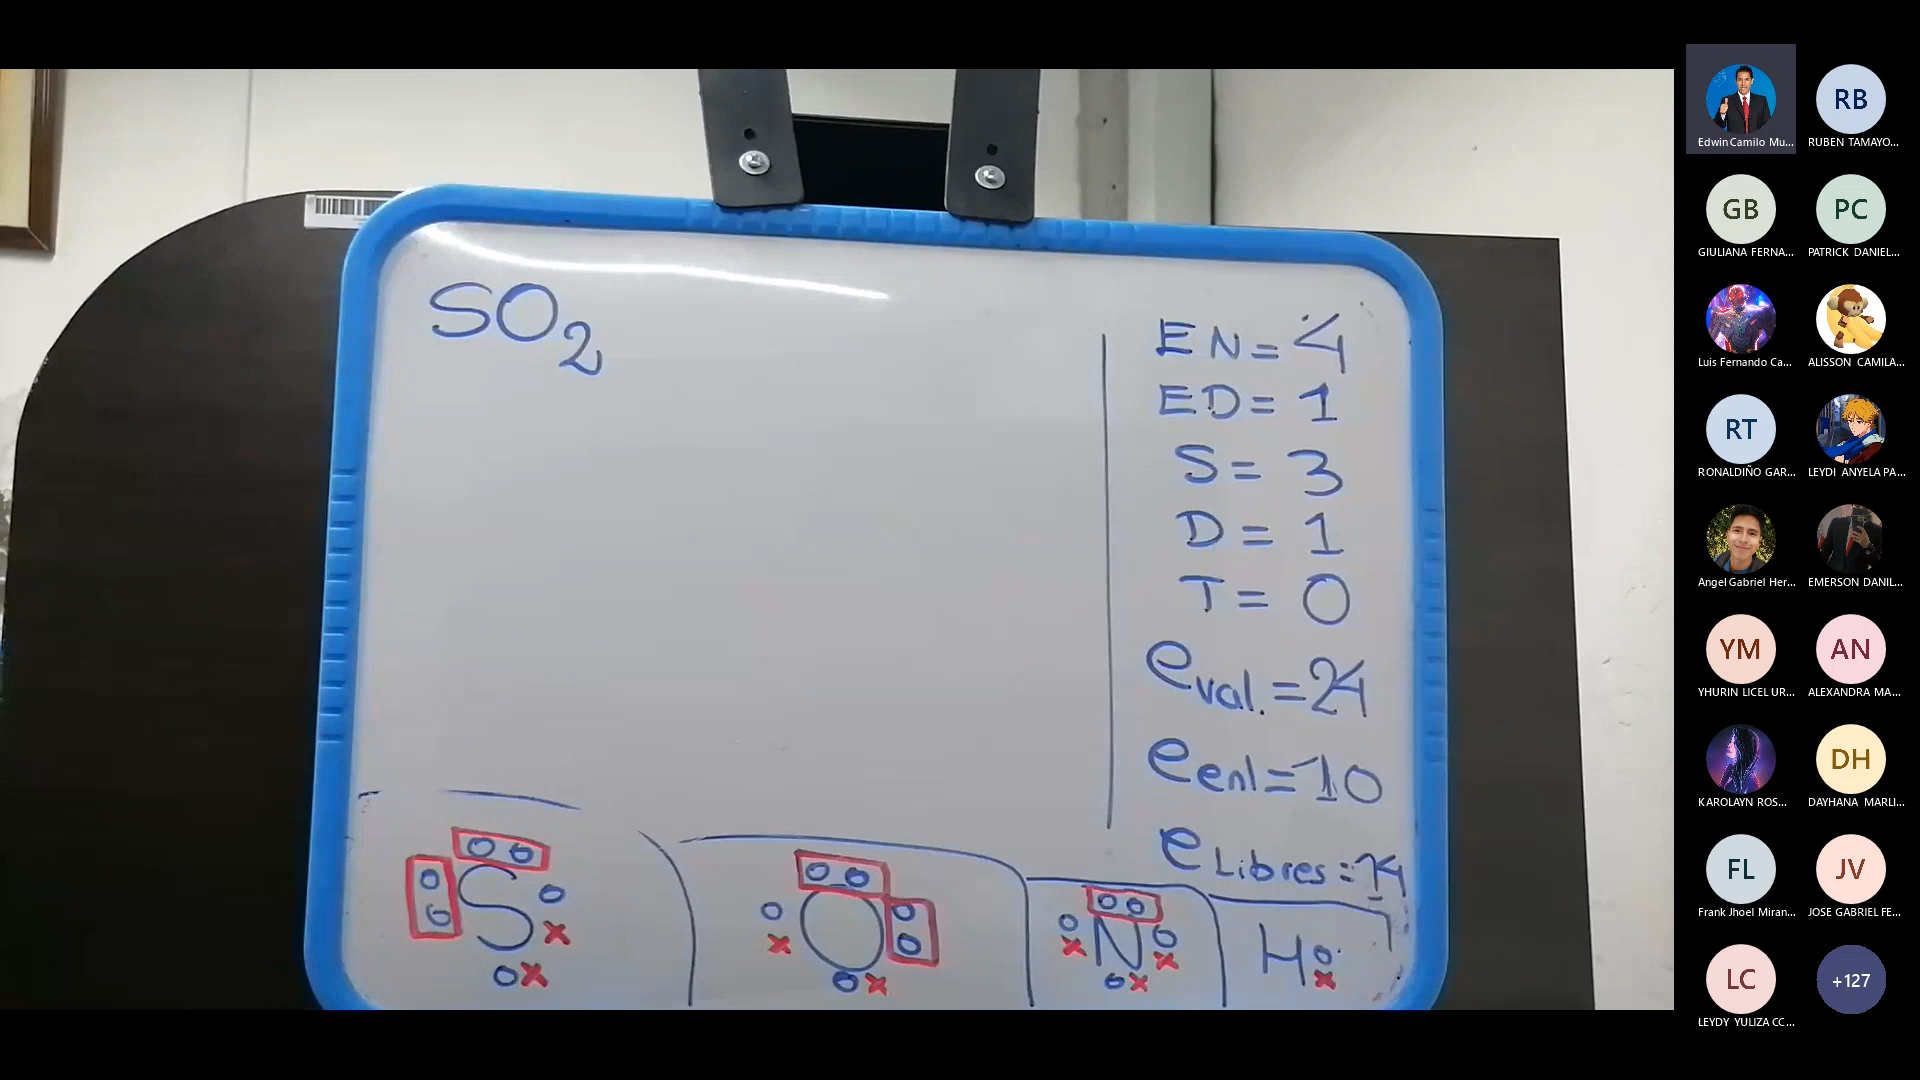 SO2
EN = 4
ED = 1
S = 3
D = 1
T = 0
eval. = 24
eenl = 10
eLibres = 14
S
O
N
H
Edwin Camilo Mu...
RB
RUBEN TAMAYO...
GB
GIULIANA FERNA...
PC
PATRICK DANIEL...
Luis Fernando Ca...
ALISSON CAMILA...
RT
RONALDIÑO GAR...
LEYDI ANYELA PA...
Angel Gabriel Her...
EMERSON DANIL...
YM
YHURIN LICEL UR...
AN
ALEXANDRA MA...
KAROLAYN ROS...
DH
DAYHANA MARLI...
FL
Frank Jhoel Miran...
JV
JOSE GABRIEL FE...
LC
LEYDY YULIZA CC...
+127